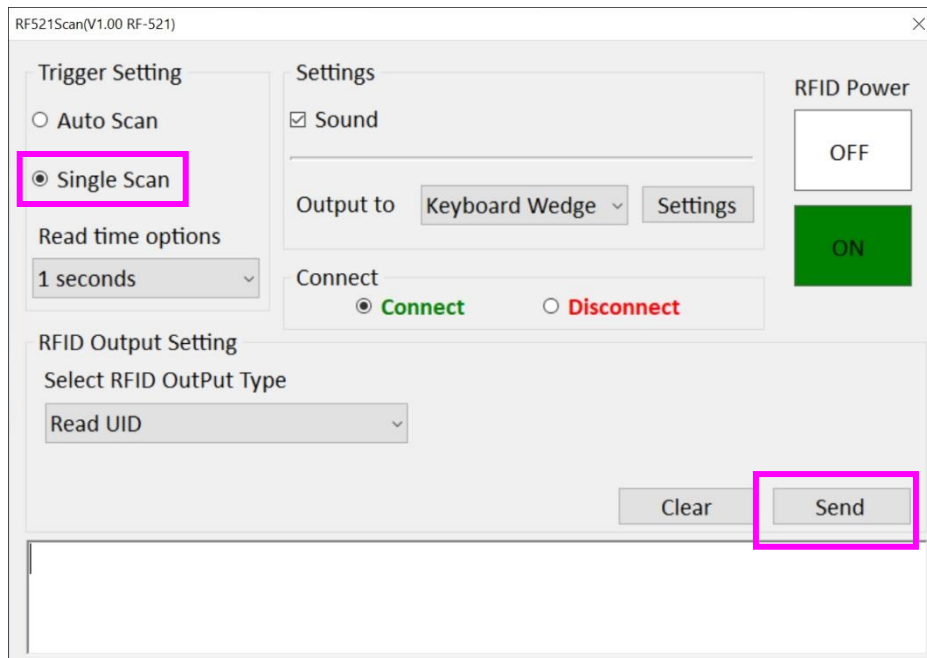 RF521Scan(V1.00 RF-521)
Trigger Setting
Auto Scan
Single Scan
Read time options
1 seconds
Settings
Sound
Output to Keyboard Wedge Settings
Connect
Connect Disconnect
RFID Power
OFF
ON
RFID Output Setting
Select RFID OutPut Type
Read UID
Clear Send